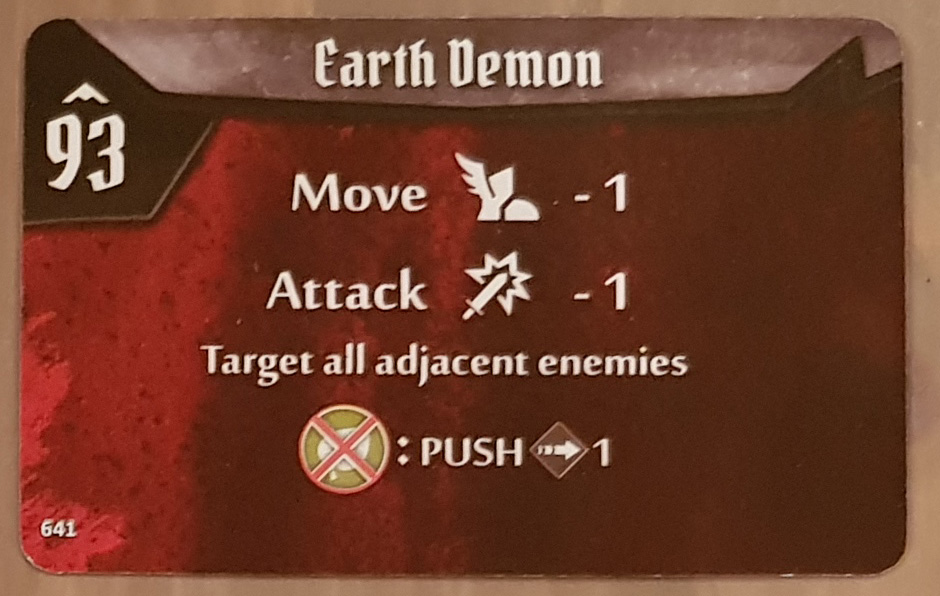 Earth Demon
93
Move - 1
Attack - 1
Target all adjacent enemies
: PUSH 1
641